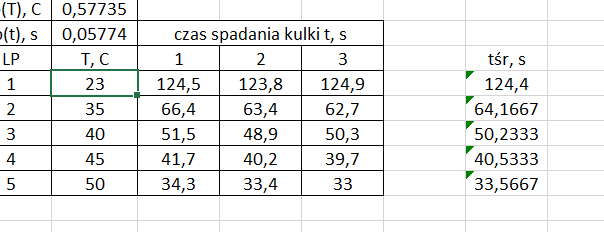 (T), C 0,57735
(t), s 0,05774 czas spadania kulki t, s
LP T, C 1 2 3 tśr, s
1 23 124,5 123,8 124,9 124,4
2 35 66,4 63,4 62,7 64,1667
3 40 51,5 48,9 50,3 50,2333
4 45 41,7 40,2 39,7 40,5333
5 50 34,3 33,4 33 33,5667